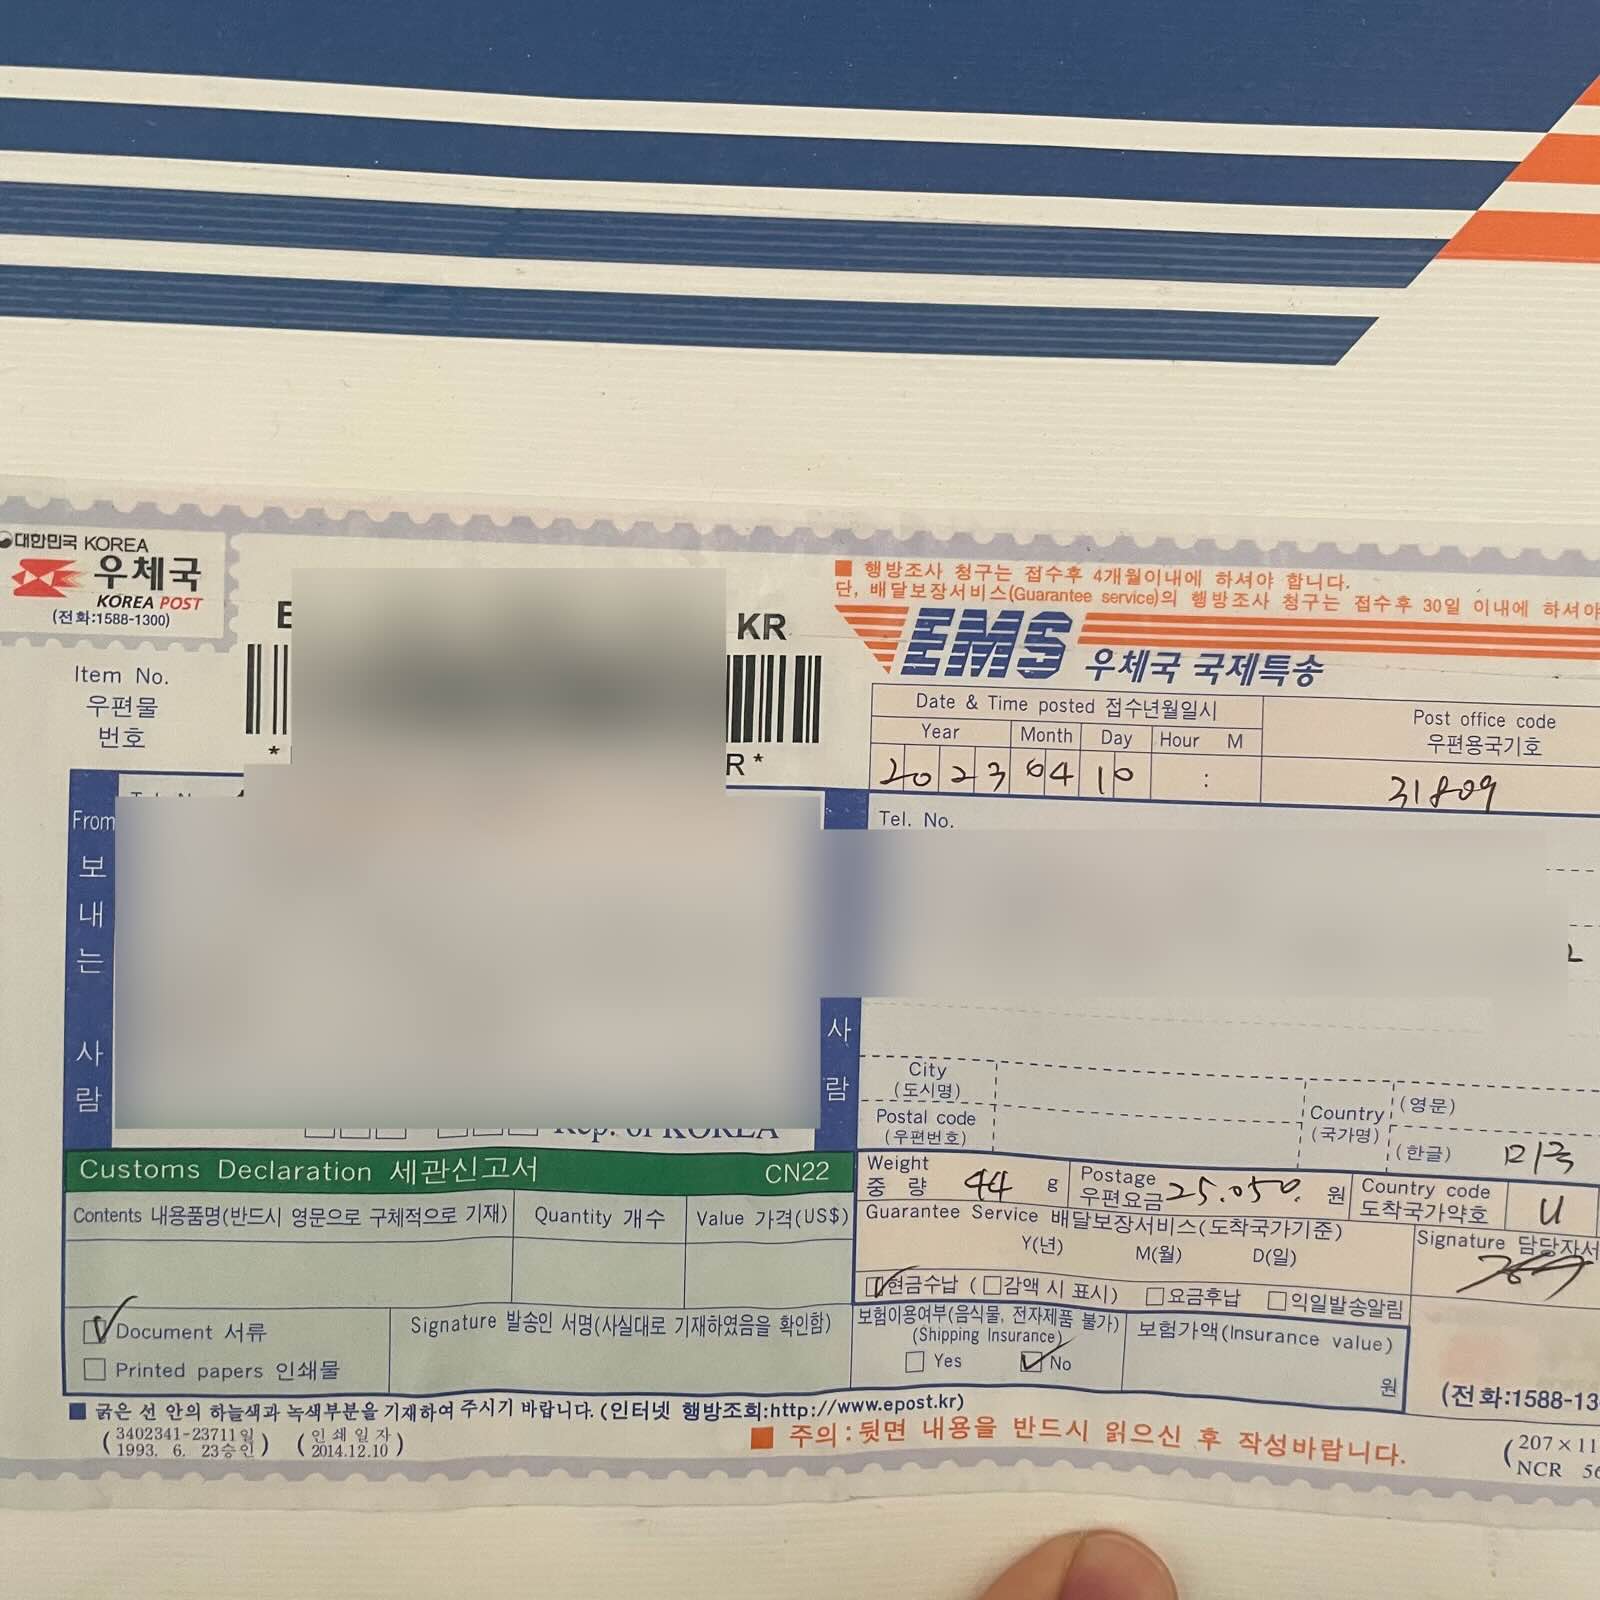 대한민국 KOREA
우체국
KOREA POST
(전화:1588-1300)
■ 행방조사 청구는 접수후 4개월이내에 하셔야 합니다.
단, 배달보장서비스(Guarantee service)의 행방조사 청구는 접수후 30일 이내에 하셔야
E KR
EMS 우체국 국제특송
Item No.
우편물
번호
* R*
Date & Time posted 접수년월일시
Post office code
우편용국기호
Year Month Day Hour M
2023 04 10 :
31809
From
보내는 사람
Tel. No.
사
람
City
(도시명)
Postal code
(우편번호)
Country
(국가명)
(영문)
(한글) 미국
Rep. of KOREA
Customs Declaration 세관신고서 CN22
Weight
중 량 44 g
Postage
우편요금 25.050. 원
Country code
도착국가약호 U
Contents 내용품명(반드시 영문으로 구체적으로 기재)
Quantity 개수
Value 가격(US$)
Guarantee Service 배달보장서비스(도착국가기준)
Y(년) M(월) D(일)
Signature 담당자서
현금수납 (□감액 시 표시) □요금후납 □익일발송알림
Document 서류
Printed papers 인쇄물
Signature 발송인 서명(사실대로 기재하였음을 확인함)
보험이용여부(음식물, 전자제품 불가)
(Shipping Insurance)
Yes No
보험가액(Insurance value)
원
(전화:1588-13
■ 굵은 선 안의 하늘색과 녹색부분을 기재하여 주시기 바랍니다. (인터넷 행방조회:http://www.epost.kr)
(3402341-23711일
1993. 6. 23승인)
(인쇄일자
2014.12.10)
■ 주의:뒷면 내용을 반드시 읽으신 후 작성바랍니다.
(207×11
NCR 56